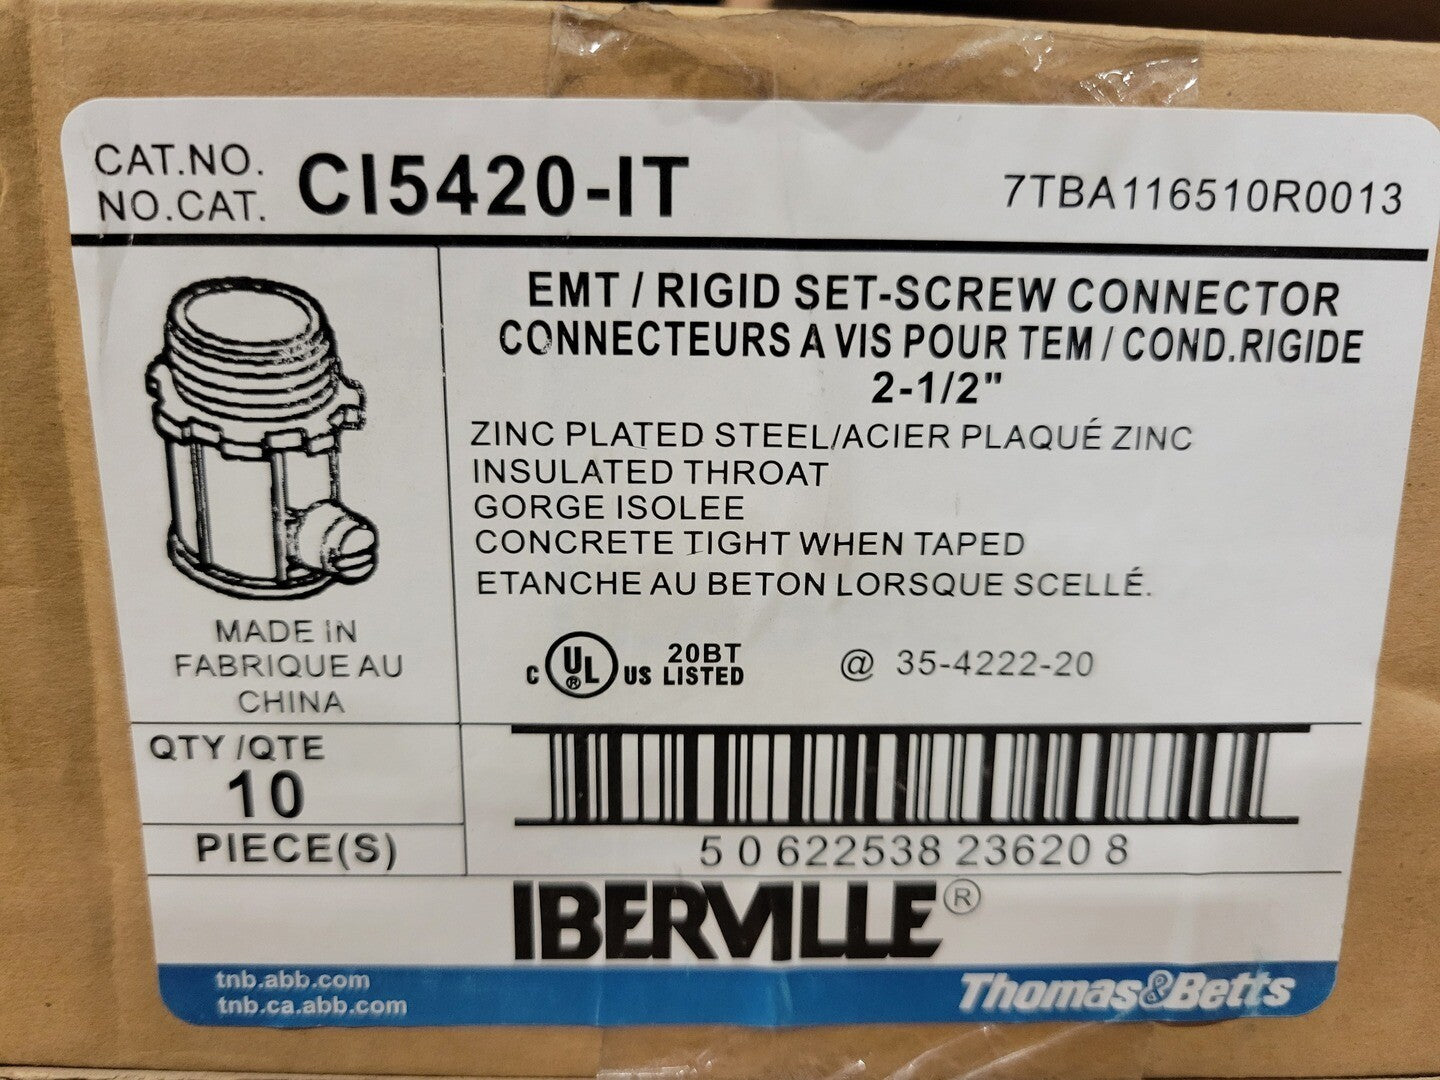 CAT.NO.
NO.CAT.
CI5420-IT
7TBA116510R0013
EMT / RIGID SET-SCREW CONNECTOR
CONNECTEURS A VIS POUR TEM / COND.RIGIDE
2-1/2"
ZINC PLATED STEEL/ACIER PLAQUÉ ZINC
INSULATED THROAT
GORGE ISOLEE
CONCRETE TIGHT WHEN TAPED
ETANCHE AU BETON LORSQUE SCELLÉ.
MADE IN
FABRIQUE AU
CHINA
C UL ® US 20BT LISTED
@ 35-4222-20
QTY /QTE
10
PIECE(S)
5 0 622538 23620 8
IBERVILLE®
tnb.abb.com
tnb.ca.abb.com
Thomas&Betts